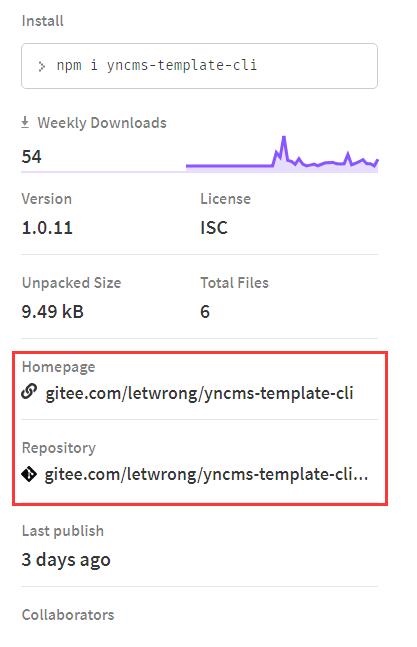 Install
> npm i yncms-template-cli
Weekly Downloads
54
Version
License
1.0.11
ISC
Unpacked Size
Total Files
9.49 kB
6
Homepage
gitee.com/letwrong/yncms-template-cli
Repository
gitee.com/letwrong/yncms-template-cli...
Last publish
3 days ago
Collaborators